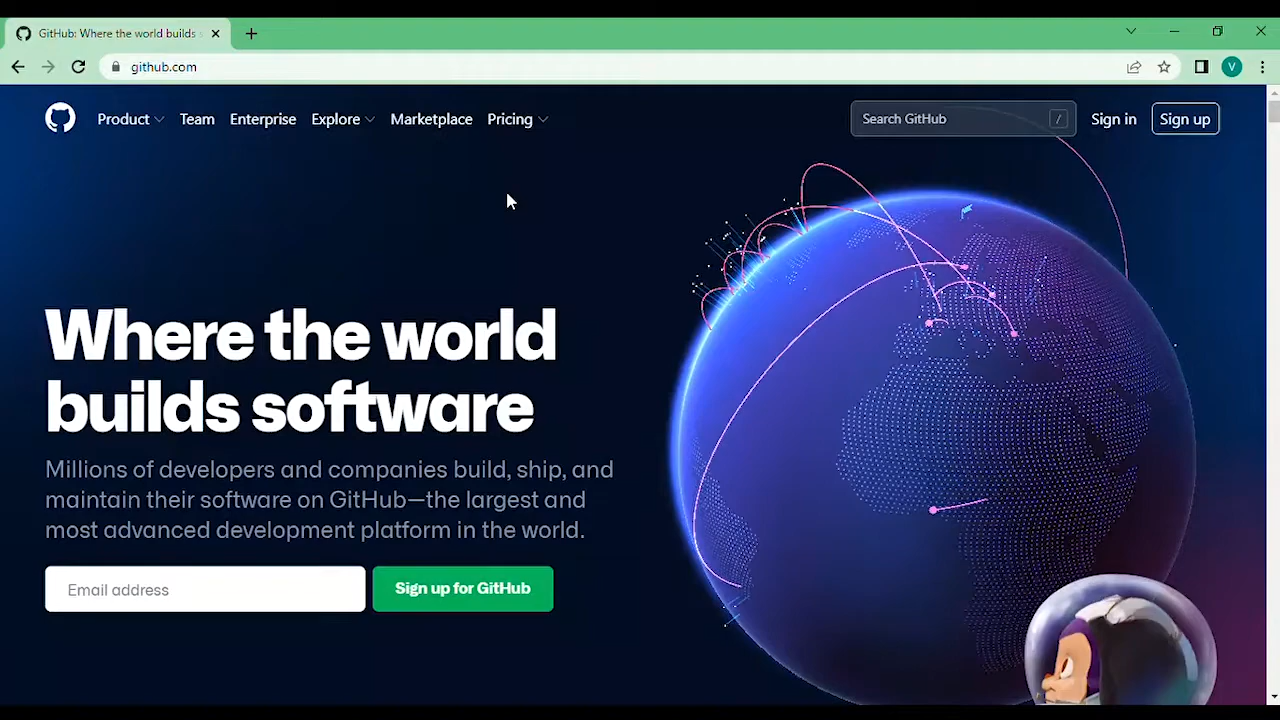 GitHub: Where the world builds
github.com
V
Product
Team
Enterprise
Explore
Marketplace
Pricing
Search GitHub
/
Sign in
Sign up
Where the world
builds software
Millions of developers and companies build, ship, and
maintain their software on GitHub—the largest and
most advanced development platform in the world.
Email address
Sign up for GitHub